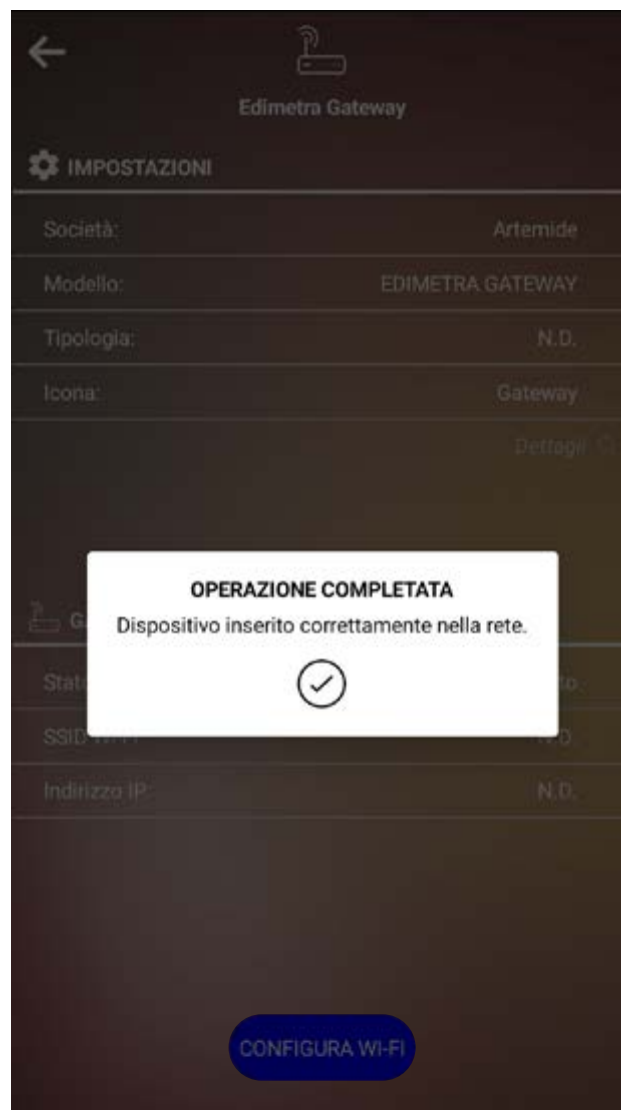 Edimetra Gateway
IMPOSTAZIONI
Società: Artemide
Modello: EDIMETRA GATEWAY
Tipologia: N.D.
Icona: Gateway
Dettagli
OPERAZIONE COMPLETATA
Dispositivo inserito correttamente nella rete.
SSID
Indirizzo IP: N.D.
CONFIGURA WI-FI